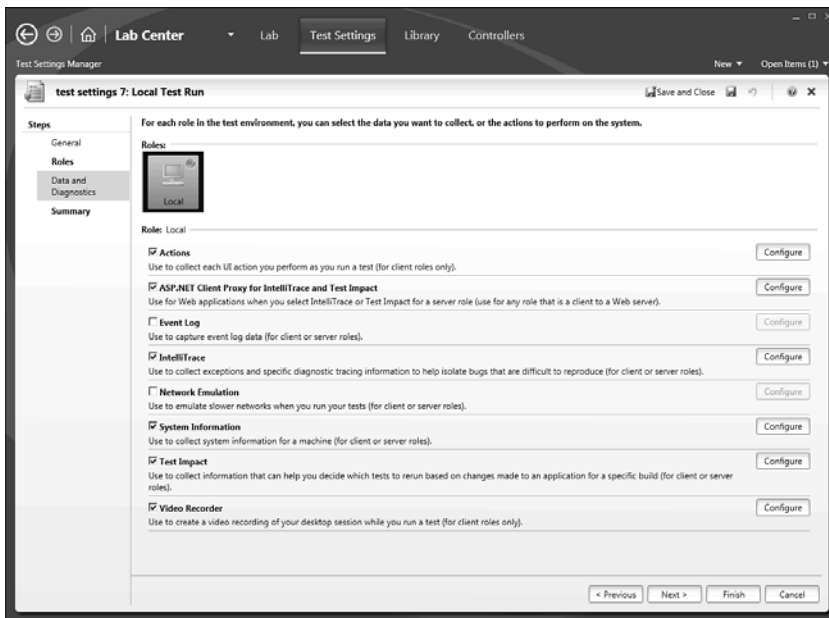 Lab Center
Lab
Test Settings
Library
Controllers
Test Settings Manager
New
Open Items (1)
test settings 7: Local Test Run
Save and Close
Steps
General
Roles
Data and
Diagnostics
Summary
For each role in the test environment, you can select the data you want to collect, or the actions to perform on the system.
Roles:
Local
Role: Local
Actions
Configure
Use to collect each UI action you perform as you run a test (for client roles only).
ASP.NET Client Proxy for IntelliTrace and Test Impact
Configure
Use for Web applications when you select IntelliTrace or Test Impact for a server role (use for any role that is a client to a Web server).
Event Log
Configure
Use to capture event log data (for client or server roles).
IntelliTrace
Configure
Use to collect exceptions and specific diagnostic tracing information to help isolate bugs that are difficult to reproduce (for client or server roles).
Network Emulation
Configure
Use to emulate slower networks when you run your tests (for client or server roles).
System Information
Configure
Use to collect system information for a machine (for client or server roles).
Test Impact
Configure
Use to collect information that can help you decide which tests to rerun based on changes made to an application for a specific build (for client or server
roles).
Video Recorder
Configure
Use to create a video recording of your desktop session while you run a test (for client roles only).
< Previous
Next >
Finish
Cancel